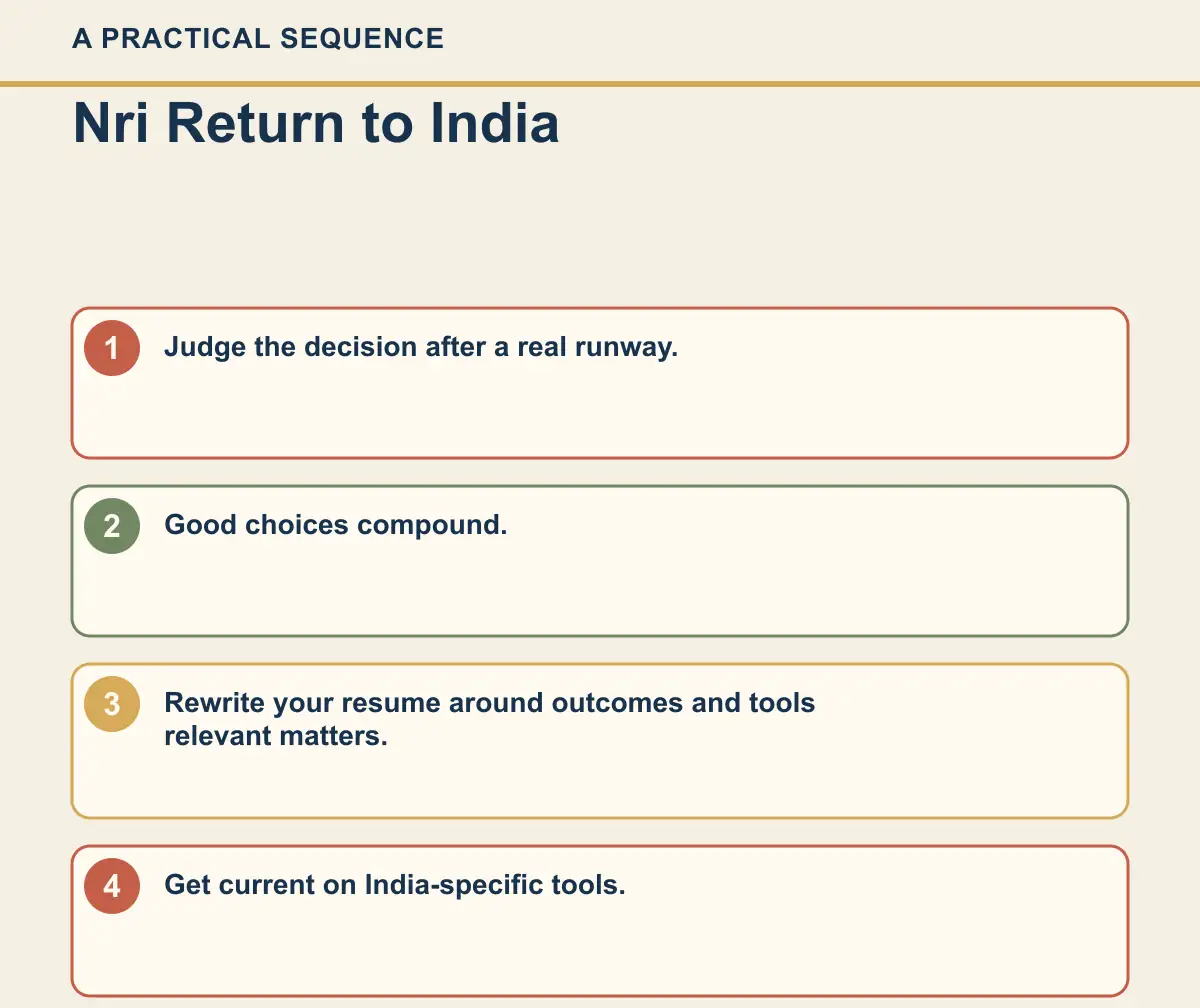 A PRACTICAL SEQUENCE
Nri Return to India
1
Judge the decision after a real runway.
2
Good choices compound.
3
Rewrite your resume around outcomes and tools
relevant matters.
4
Get current on India-specific tools.